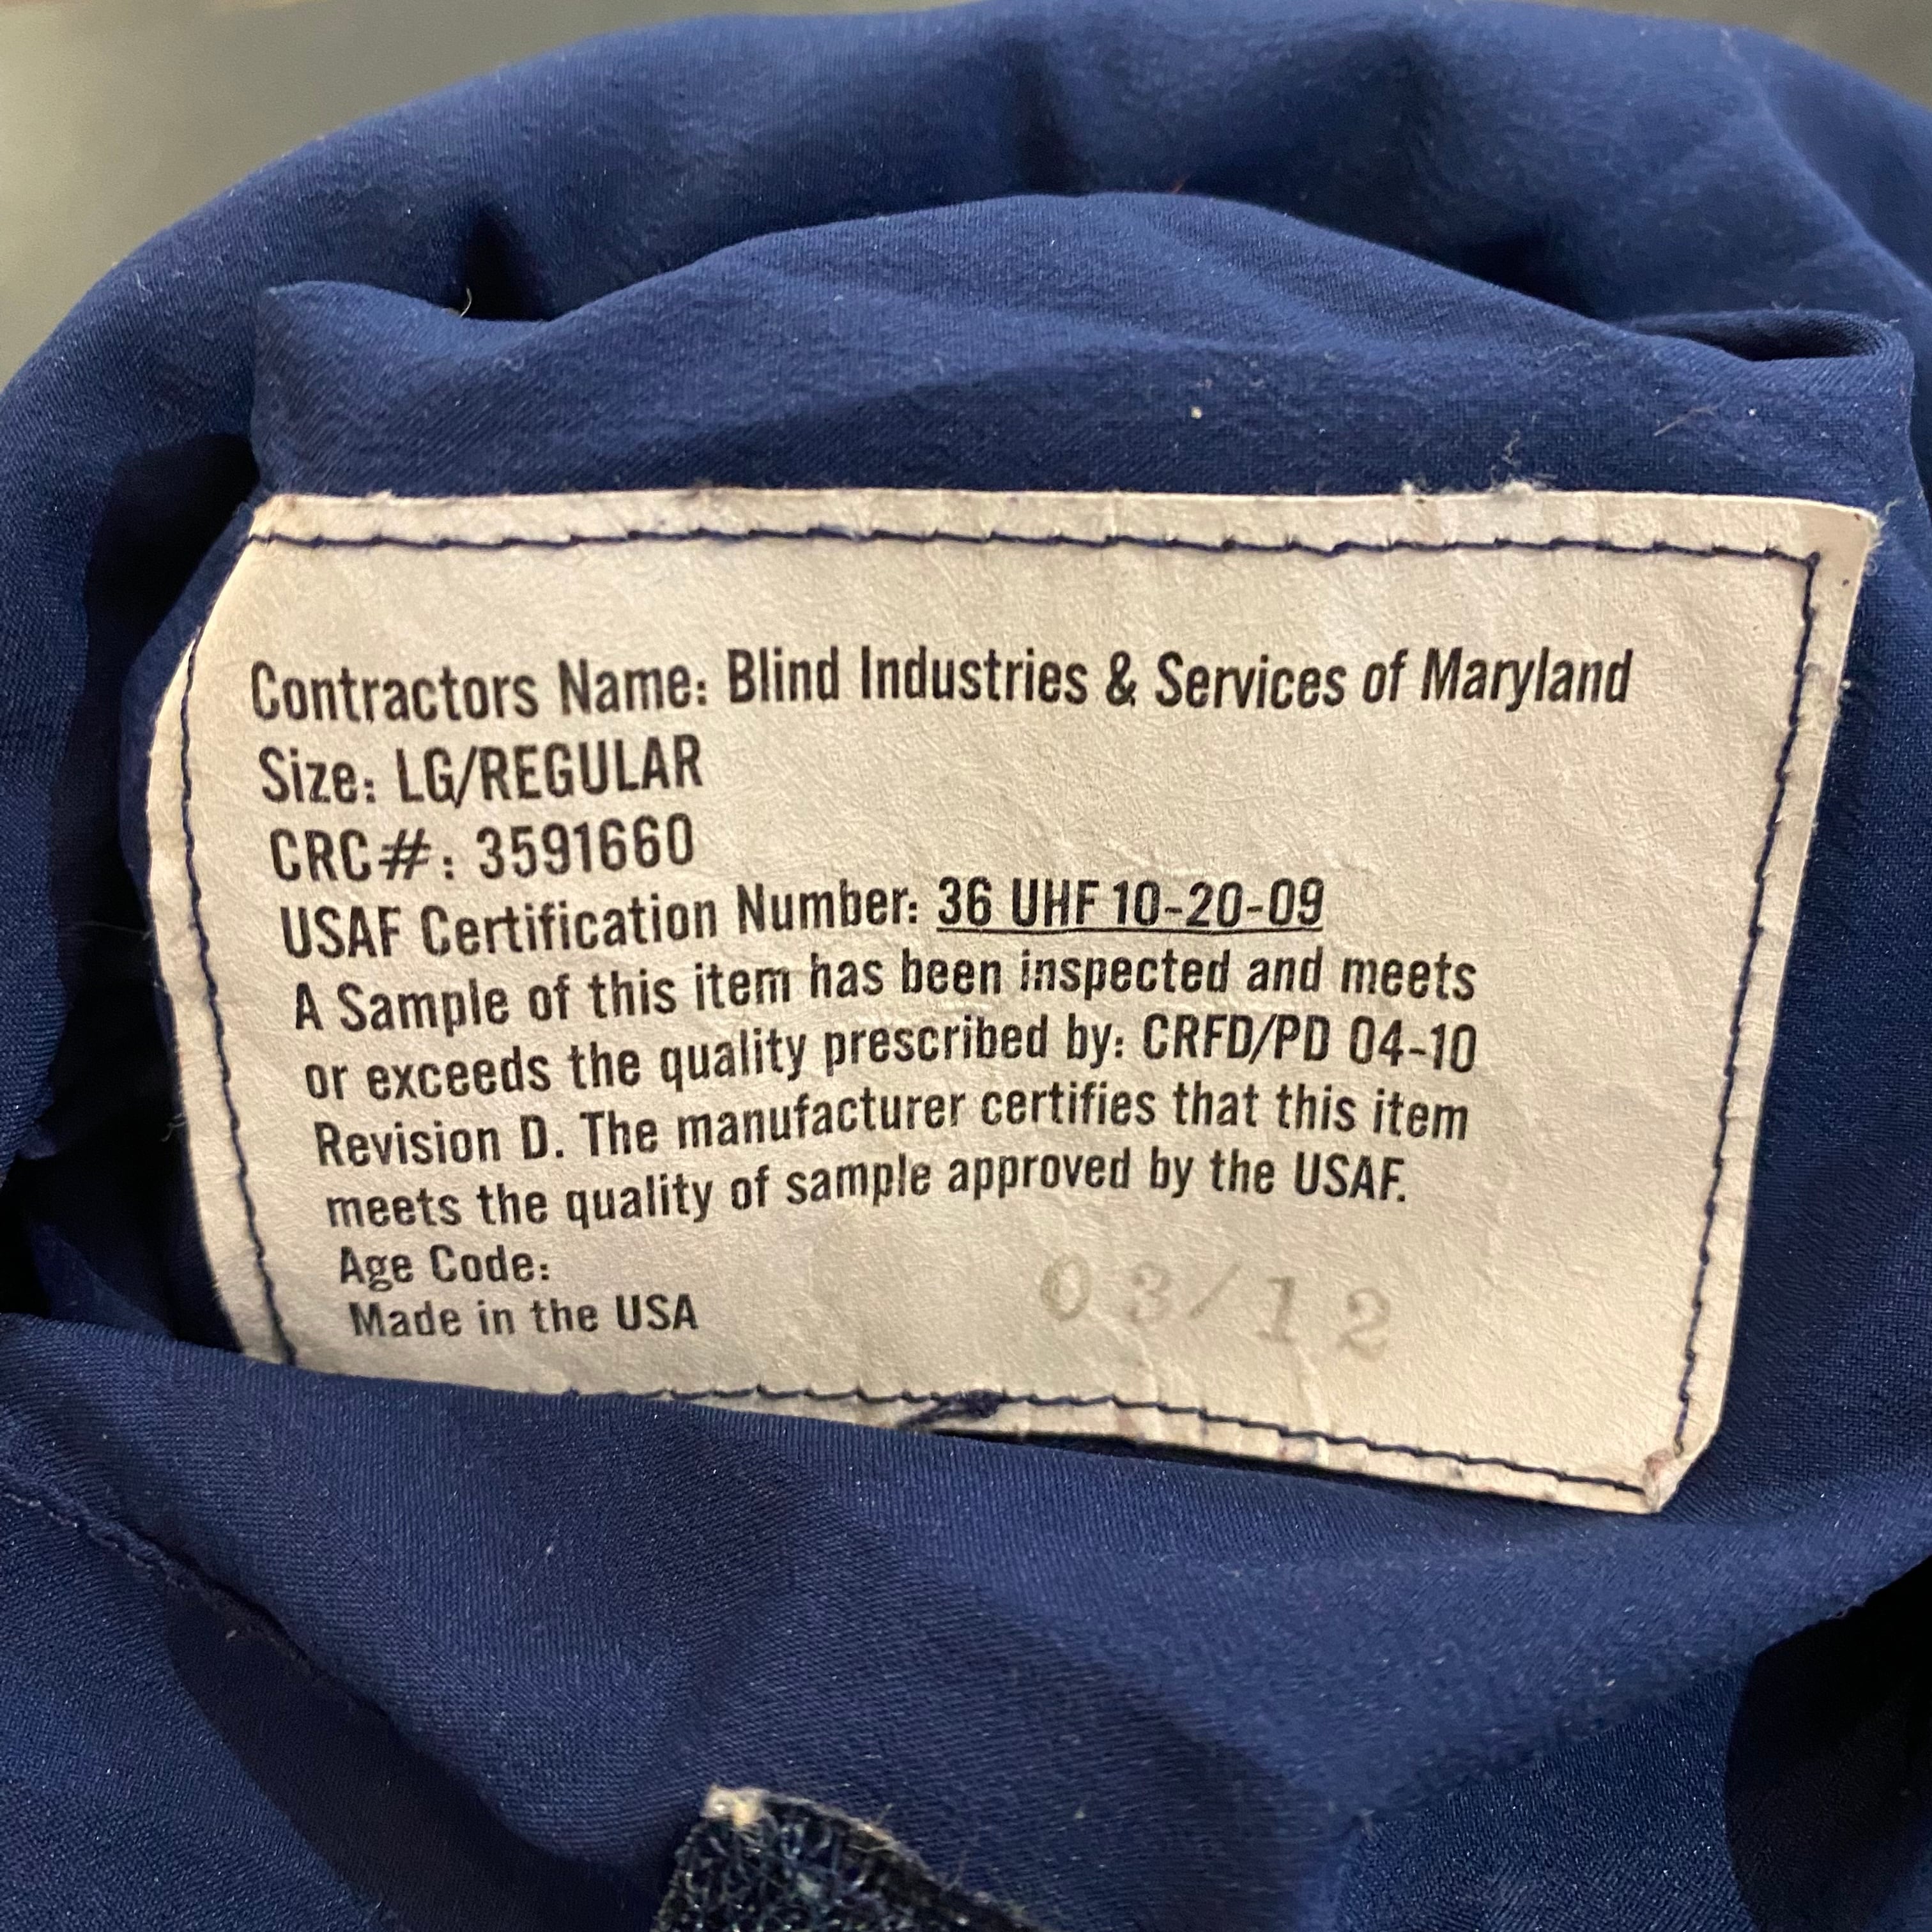 Contractors Name: Blind Industries & Services of Maryland
Size: LG/REGULAR
CRC#: 3591660
USAF Certification Number: 36 UHF 10-20-09
A Sample of this item has been inspected and meets
or exceeds the quality prescribed by: CRFD/PD 04-10
Revision D. The manufacturer certifies that this item
meets the quality of sample approved by the USAF.
Age Code:
03/12
Made in the USA